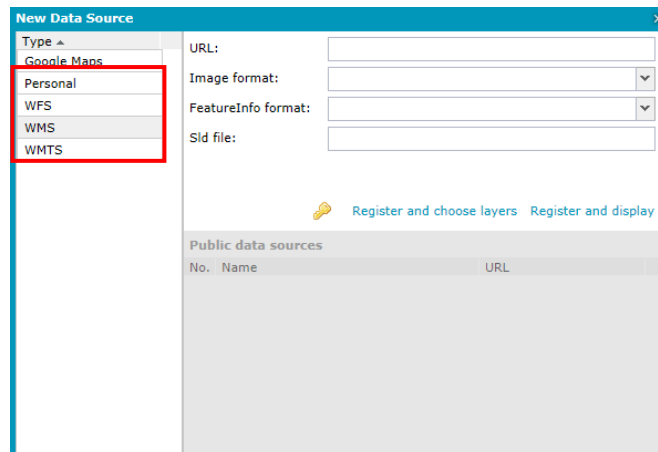 New Data Source
Type
Google Maps
Personal
WFS
WMS
WMTS
URL:
Image format:
FeatureInfo format:
Sld file:
Register and choose layers Register and display
Public data sources
No. Name URL